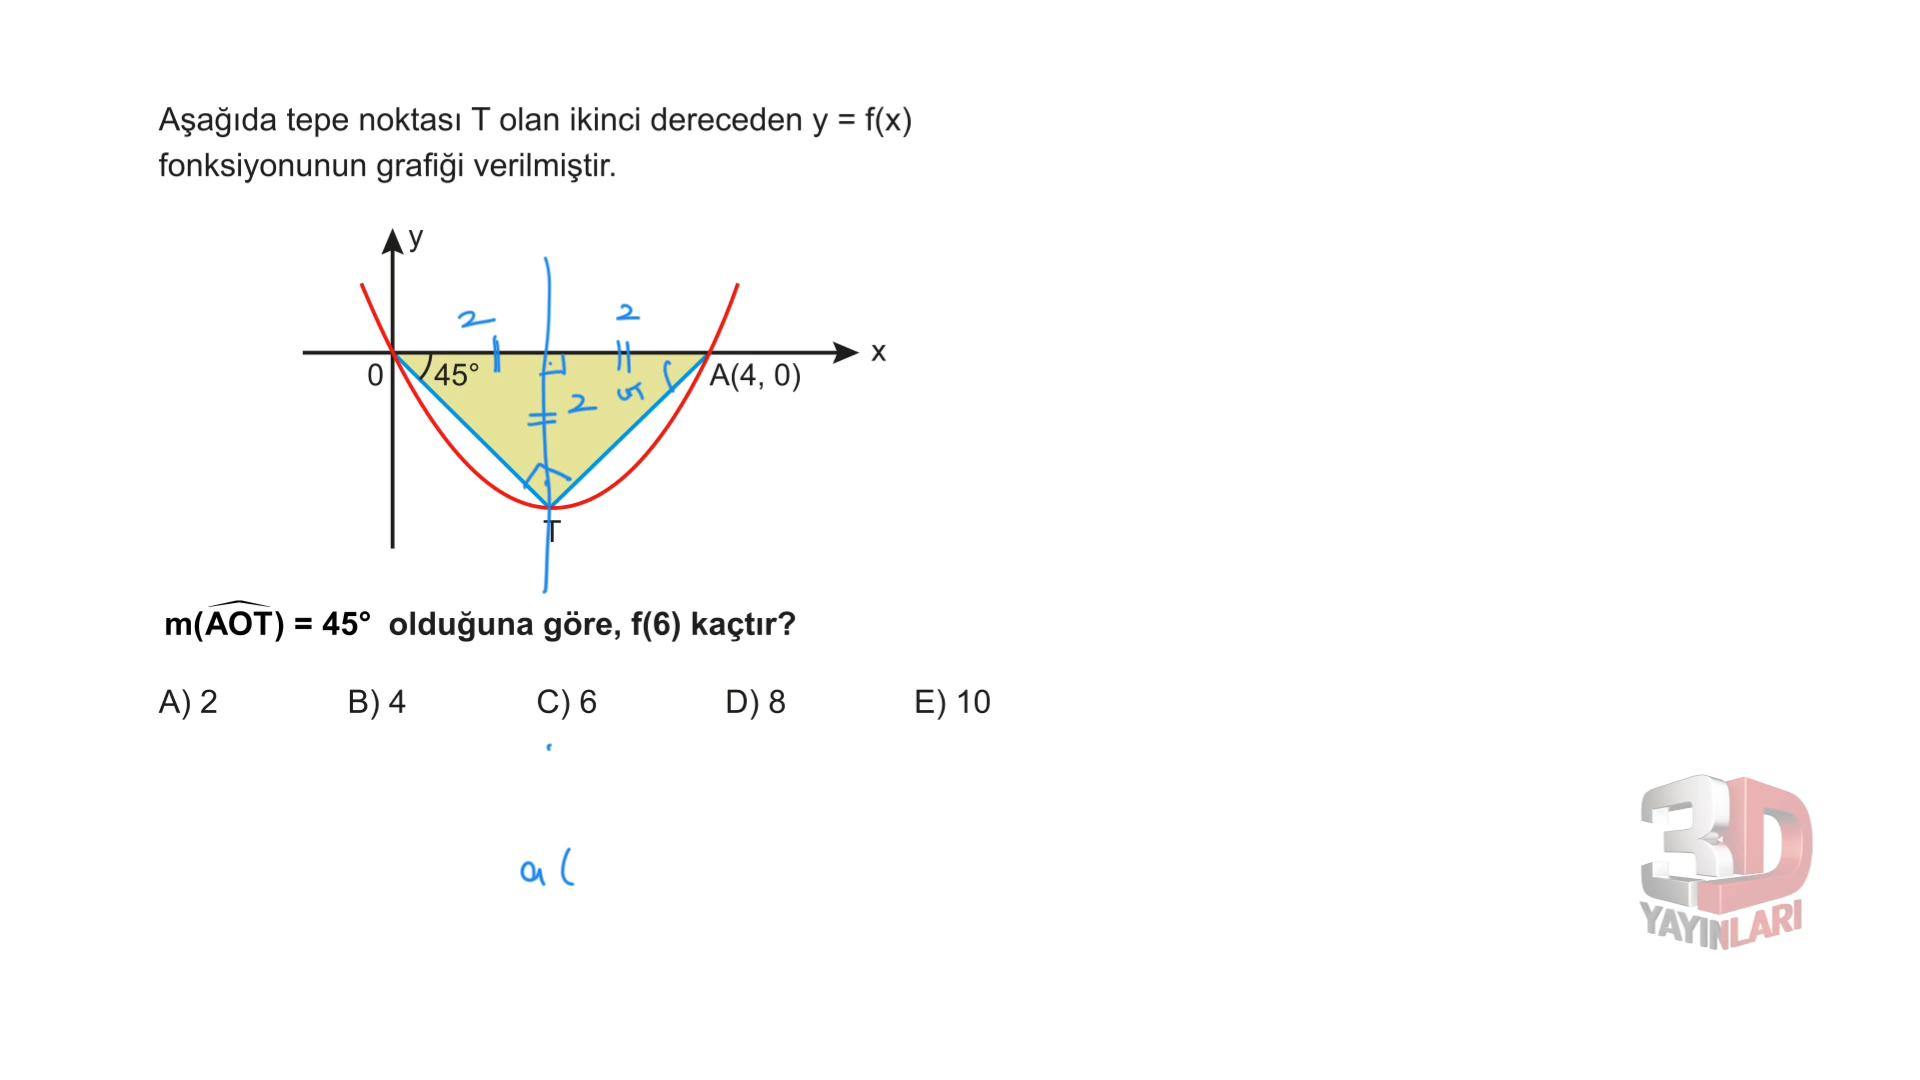 Aşağıda tepe noktası T olan ikinci dereceden y = f(x)
fonksiyonunun grafiği verilmiştir.
y
2
2
x
0
45°
A(4, 0)
2
45
T
m(AOT) = 45° olduğuna göre, f(6) kaçtır?
A) 2 B) 4 C) 6 D) 8 E) 10
a(
3D
YAYINLARI